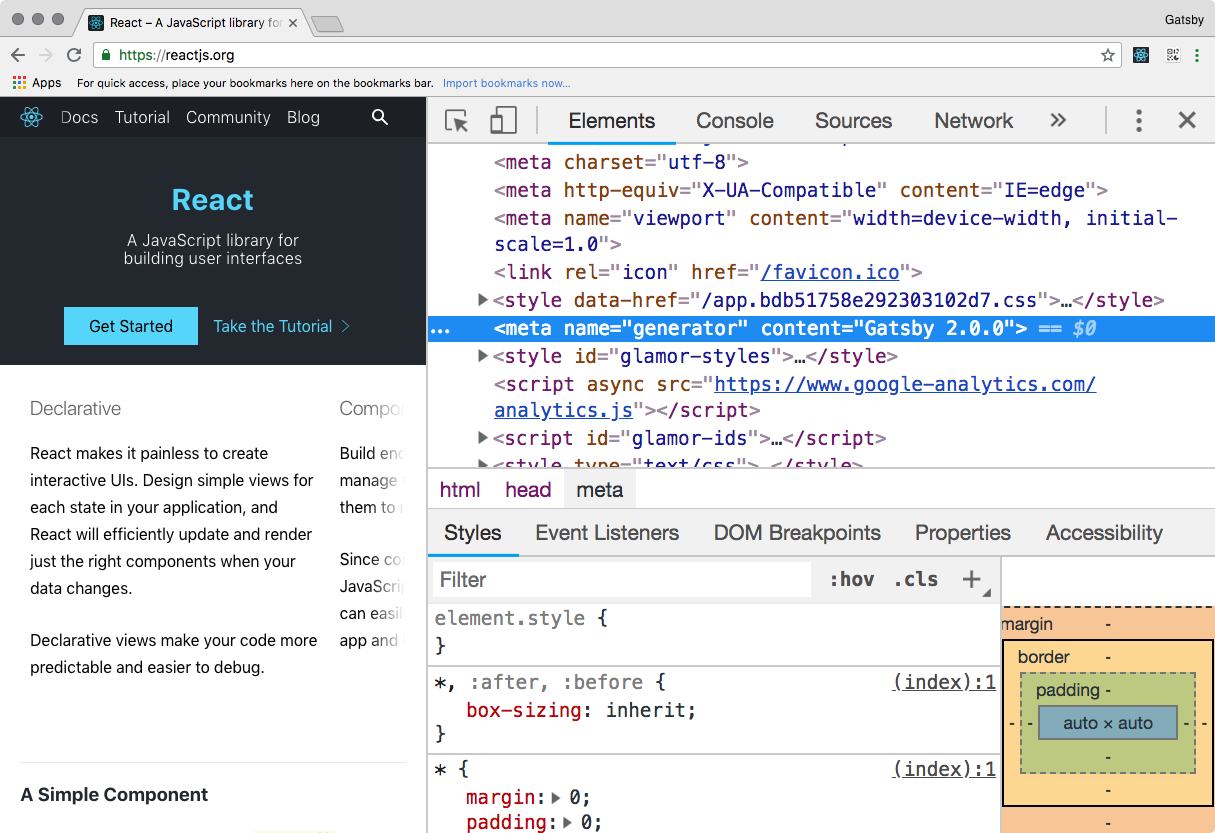 React – A JavaScript library for
Gatsby
https://reactjs.org
Apps
For quick access, place your bookmarks here on the bookmarks bar. Import bookmarks now...
Docs Tutorial Community Blog
React
A JavaScript library for
building user interfaces
Get Started Take the Tutorial
Declarative
React makes it painless to create
interactive UIs. Design simple views for
each state in your application, and
React will efficiently update and render
just the right components when your
data changes.
Declarative views make your code more
predictable and easier to debug.
Compo
Build enc
manage
them to
Since co
JavaScri
can easil
app and
A Simple Component
Elements Console Sources Network »
<meta charset="utf-8">
<meta http-equiv="X-UA-Compatible" content="IE=edge">
<meta name="viewport" content="width=device-width, initial-
scale=1.0">
<link rel="icon" href="/favicon.ico">
<style data-href="/app.bdb51758e292303102d7.css">…</style>
<meta name="generator" content="Gatsby 2.0.0"> == $0
<style id="glamor-styles">…</style>
<script async src="https://www.google-analytics.com/
analytics.js"></script>
<script id="glamor-ids">…</script>
<style type="text/css">…</style>
html head meta
Styles Event Listeners DOM Breakpoints Properties Accessibility
Filter :hov .cls +
element.style {
}
*, :after, :before { (index):1
box-sizing: inherit;
}
* { (index):1
margin: 0;
padding: 0;
margin -
border -
padding -
- - auto × auto - -
-
-
-